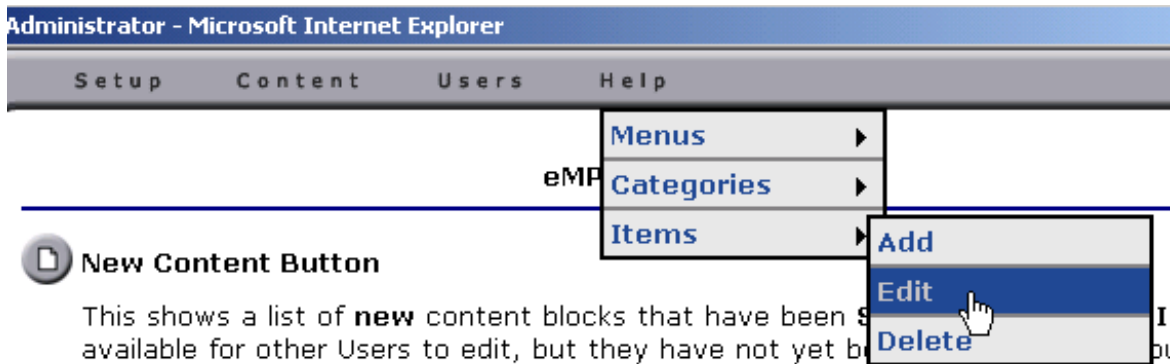 Administrator - Microsoft Internet Explorer
Setup Content Users Help
Menus
eMP
Categories
Items
Add
New Content Button
Edit
This shows a list of new content blocks that have been
Delete
available for other Users to edit, but they have not yet